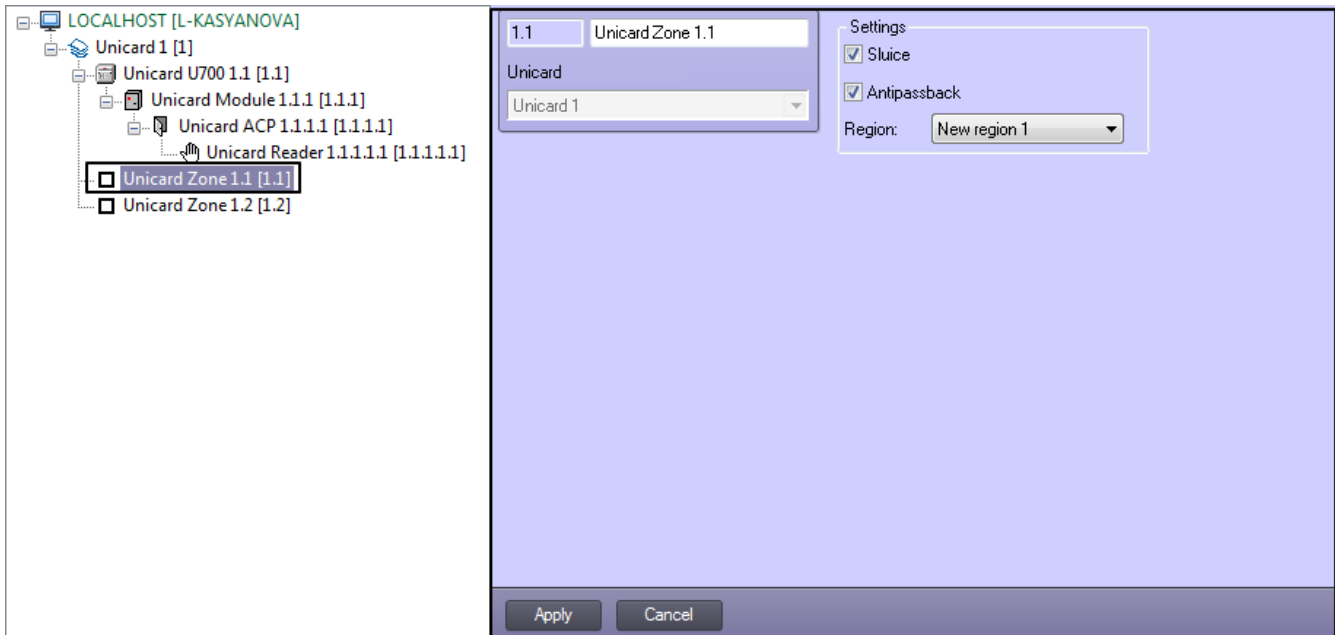 LOCALHOST [L-KASYANOVA]
Unicard 1 [1]
Unicard U700 1.1 [1.1]
Unicard Module 1.1.1 [1.1.1]
Unicard ACP 1.1.1.1 [1.1.1.1]
Unicard Reader 1.1.1.1.1 [1.1.1.1.1]
Unicard Zone 1.1 [1.1]
Unicard Zone 1.2 [1.2]
1.1 Unicard Zone 1.1
Unicard
Unicard 1
Settings
Sluice
Antipassback
Region: New region 1
Apply Cancel